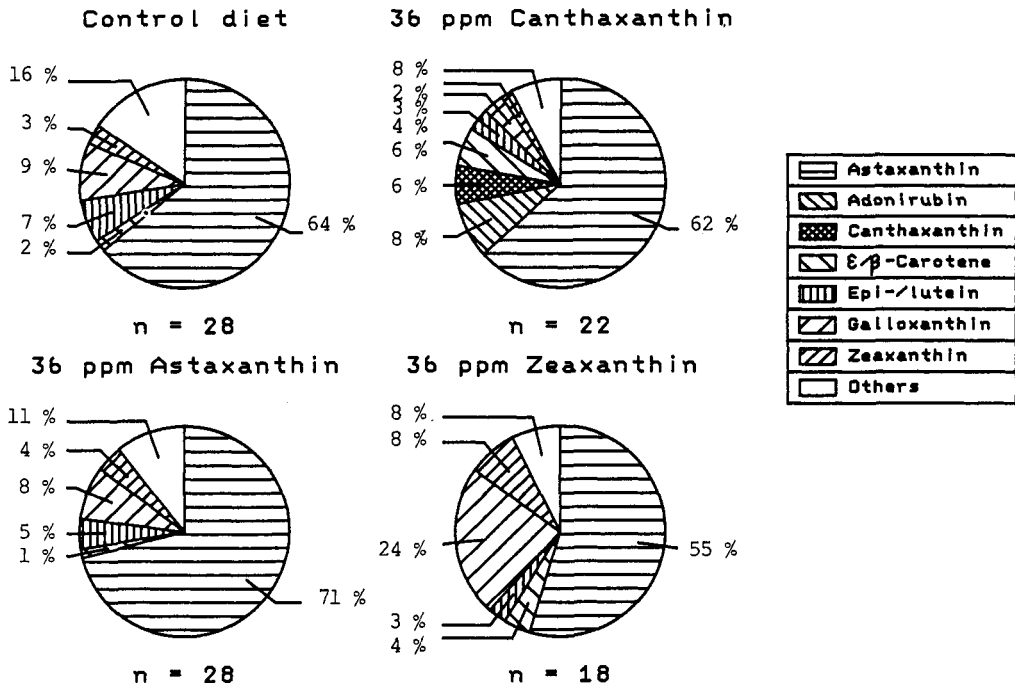 Control diet
16 %
3 %
9 %
7 %
2 %
64 %
n = 28
36 ppm Canthaxanthin
8 %
2 %
3 %
4 %
6 %
6 %
8 %
62 %
n = 22
36 ppm Astaxanthin
11 %
4 %
8 %
5 %
1 %
71 %
n = 28
36 ppm Zeaxanthin
8 %
8 %
24 %
3 %
4 %
55 %
n = 18
Astaxanthin
Adonirubin
Canthaxanthin
ε/β-Carotene
Epi-/lutein
Galloxanthin
Zeaxanthin
Others